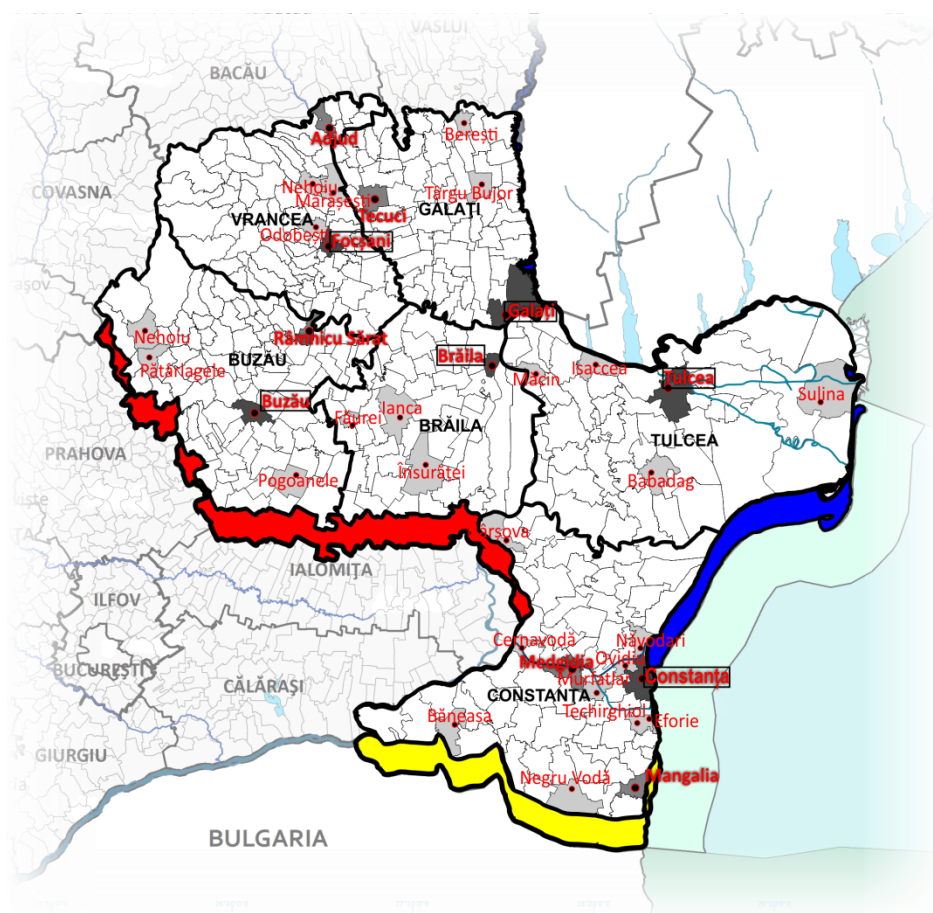 VASLUI
BACĂU
Adjud
Berești
COVASNA
Nehoiu
Mărășești
Târgu Bujor
Tecuci
GALAȚI
VRANCEA
Odobești
Focșani
Galați
Râmnicu Sărat
Nehoiu
BUZĂU
Brăila
Isaccea
Pătârlagele
Măcin
Tulcea
Sulina
Buzău
Ianca
Făurei
BRĂILA
TULCEA
PRAHOVA
Însurăței
Pogoanele
Babadag
IALOMIȚA
ILFOV
Cernavodă
Năvodari
Ovidiu
Medgidia
BUCUREȘTI
Murfatlar
Constanța
CĂLĂRAȘI
CONSTANȚA
Techirghiol
Băneasa
Eforie
GIURGIU
Negru Vodă
Mangalia
BULGARIA